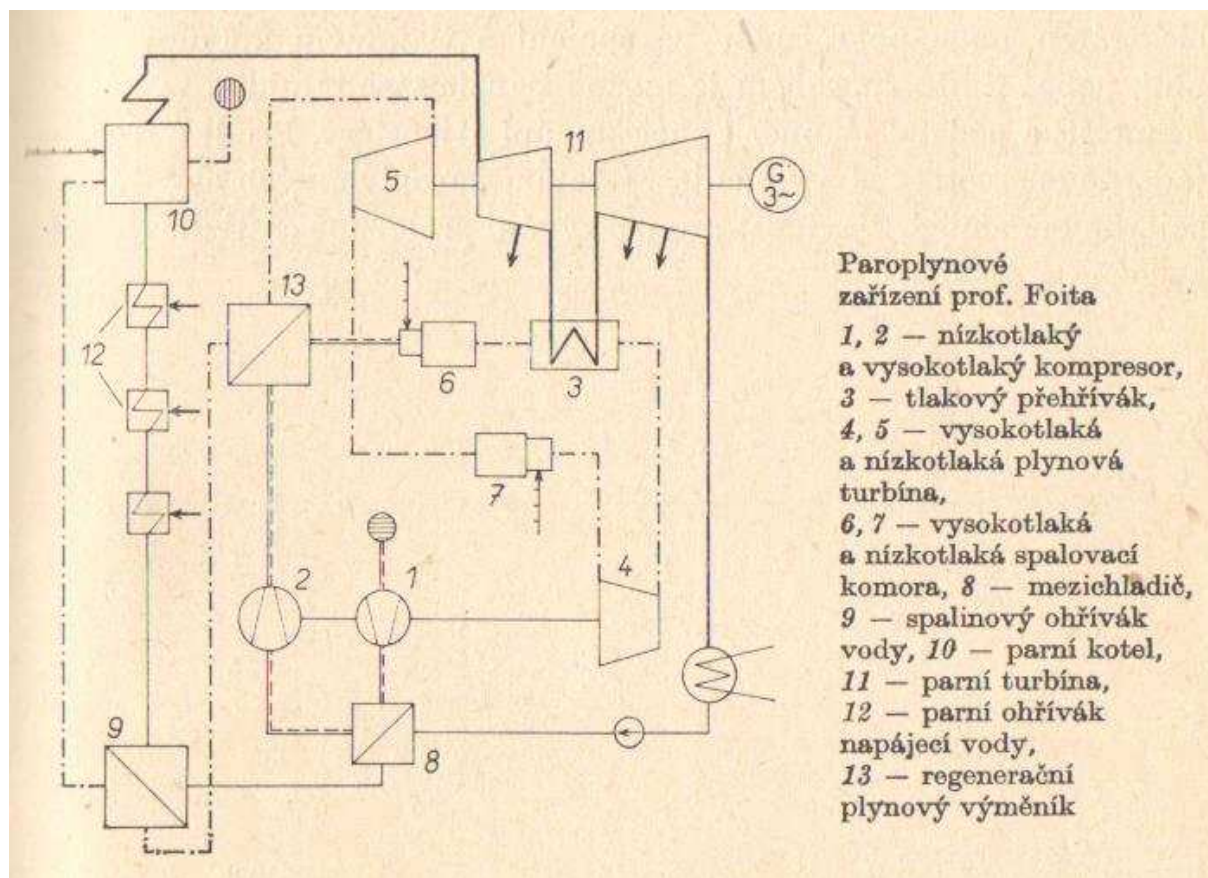 10
5
11
G
3~
13
6
3
12
7
2
1
4
9
8
Paroplynové
zařízení prof. Foita
1, 2 — nízkotlaký
a vysokotlaký kompresor,
3 — tlakový přehřívák,
4, 5 — vysokotlaká
a nízkotlaká plynová
turbína,
6, 7 — vysokotlaká
a nízkotlaká spalovací
komora, 8 — mezichladič,
9 — spalinový ohřívák
vody, 10 — parní kotel,
11 — parní turbína,
12 — parní ohřívák
napájecí vody,
13 — regenerační
plynový výměník